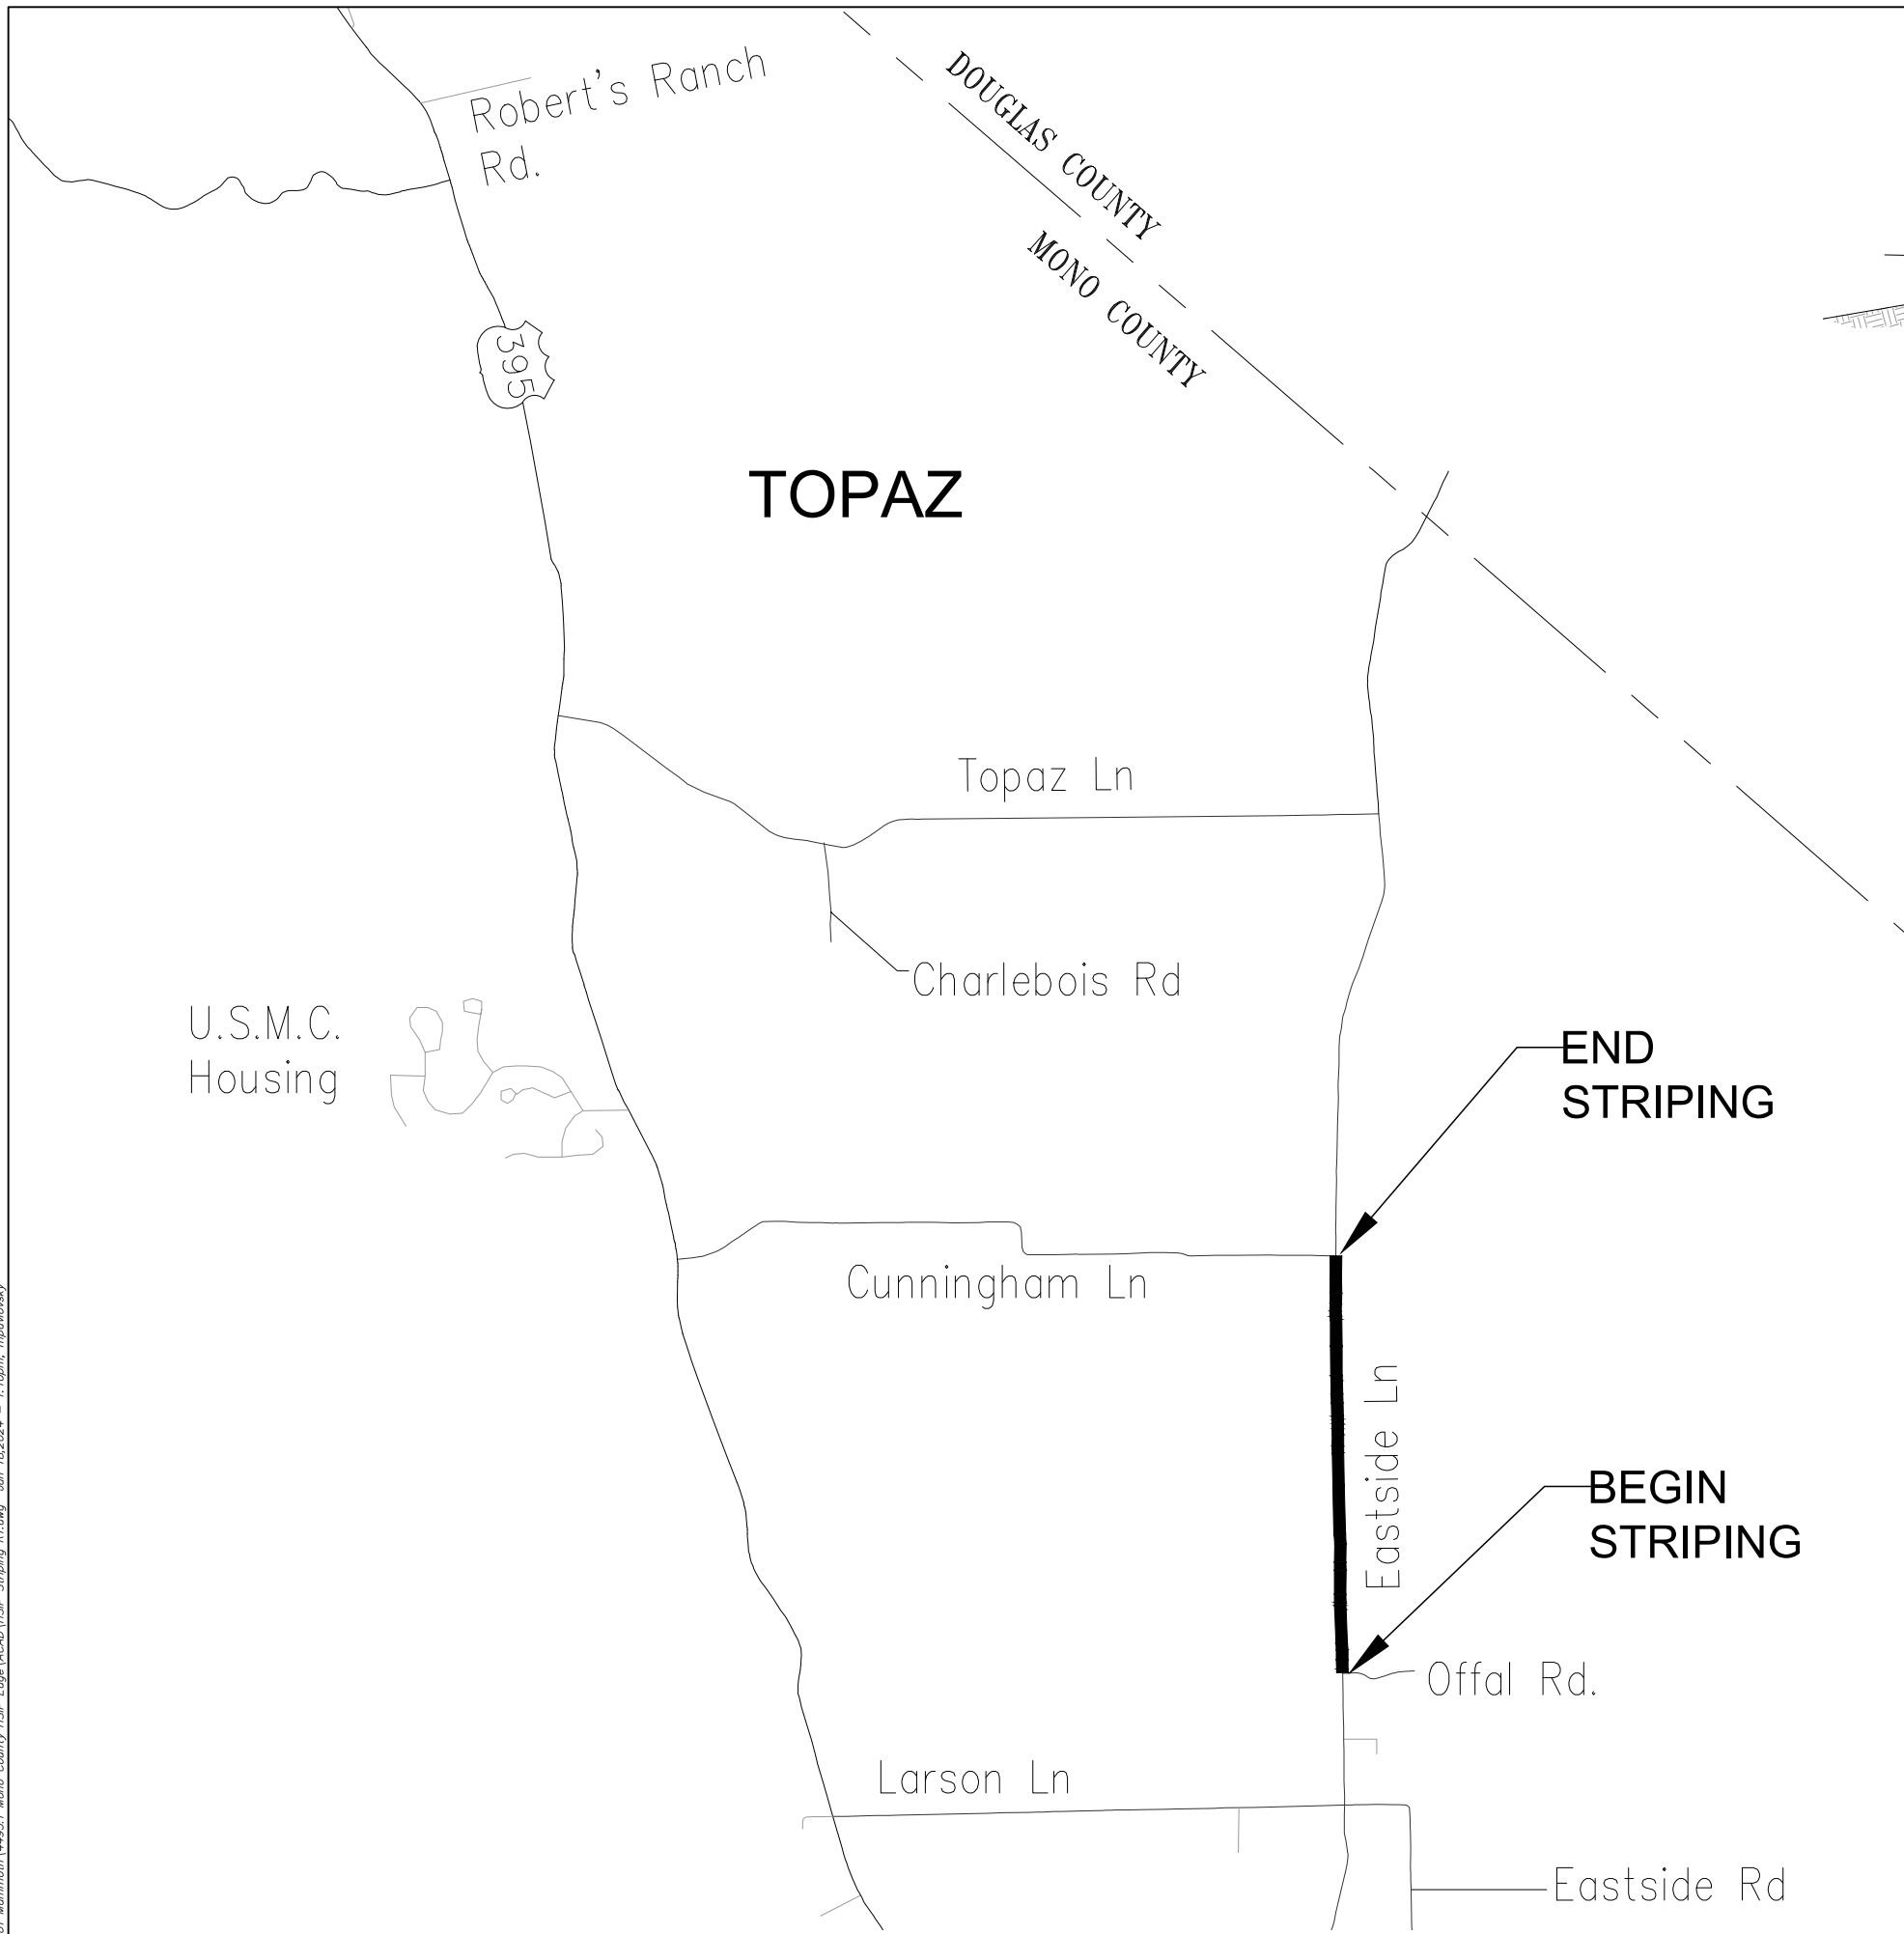 Robert's Ranch
Rd.
DOUGLAS COUNTY
MONO COUNTY
395
TOPAZ
Topaz Ln
Charlebois Rd
U.S.M.C.
Housing
END
STRIPING
Cunningham Ln
Eastside Ln
BEGIN
STRIPING
Offal Rd.
Larson Ln
Eastside Rd